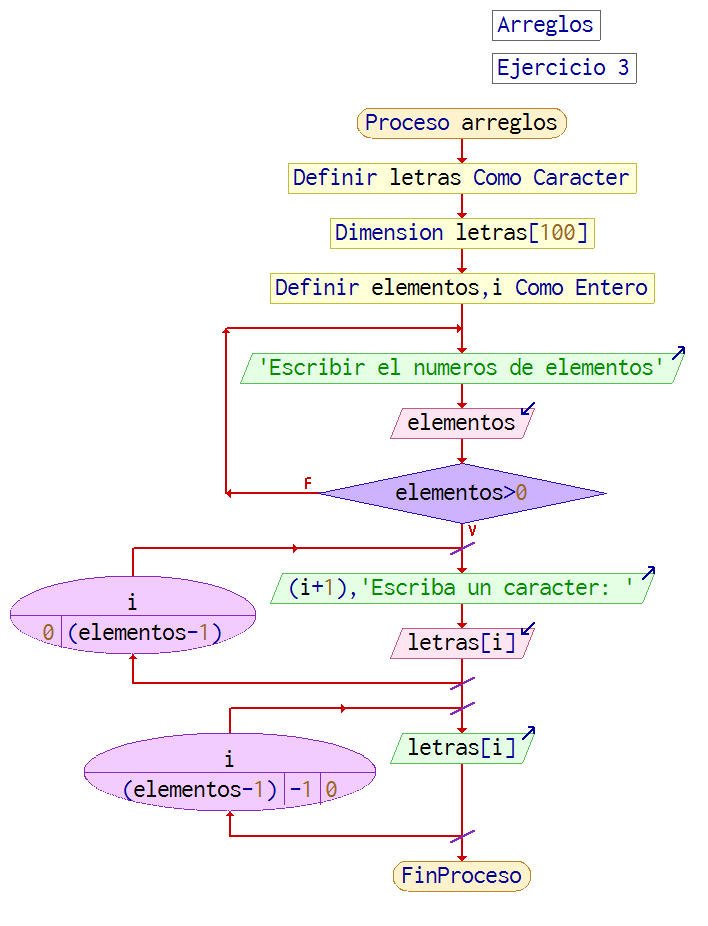 Arreglos
Ejercicio 3
Proceso arreglos
Definir letras Como Caracter
Dimension letras[100]
Definir elementos,i Como Entero
'Escribir el numeros de elementos'
elementos
elementos>0
F
V
(i+1),'Escriba un caracter: '
i
0 (elementos-1)
letras[i]
letras[i]
i
(elementos-1) -1 0
FinProceso